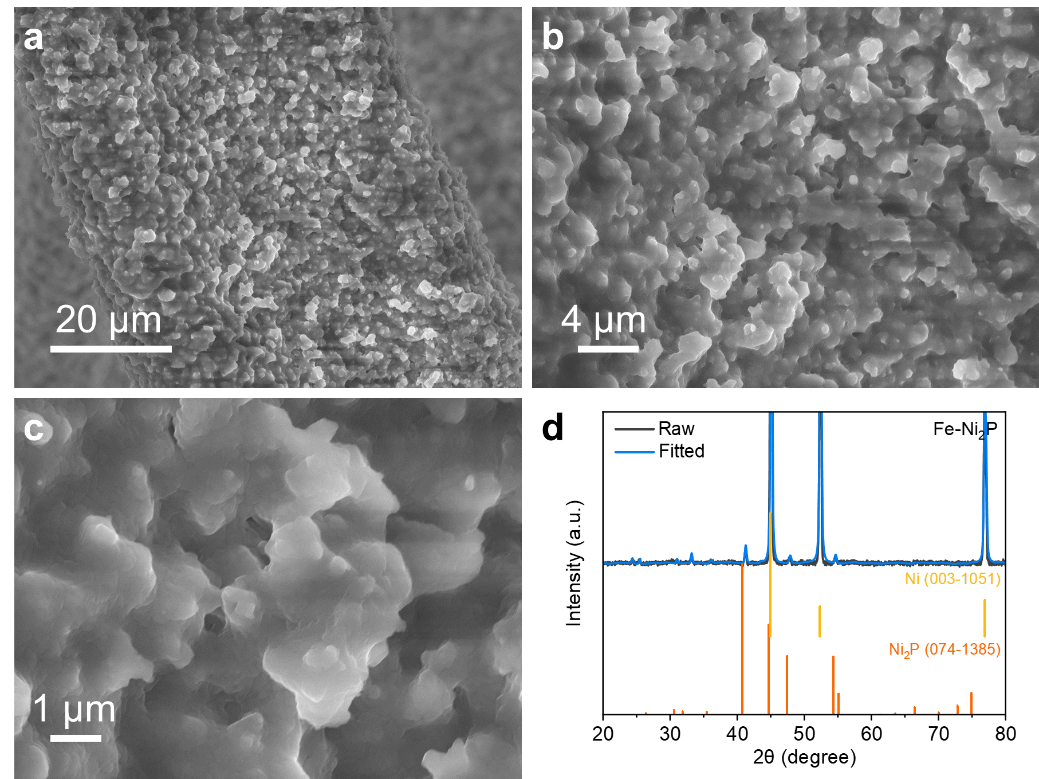 a
20 μm
b
4 μm
c
1 μm
d
Raw
Fitted
Fe-Ni₂P
Ni (003-1051)
Ni₂P (074-1385)
Intensity (a.u.)
20 30 40 50 60 70 80
2θ (degree)